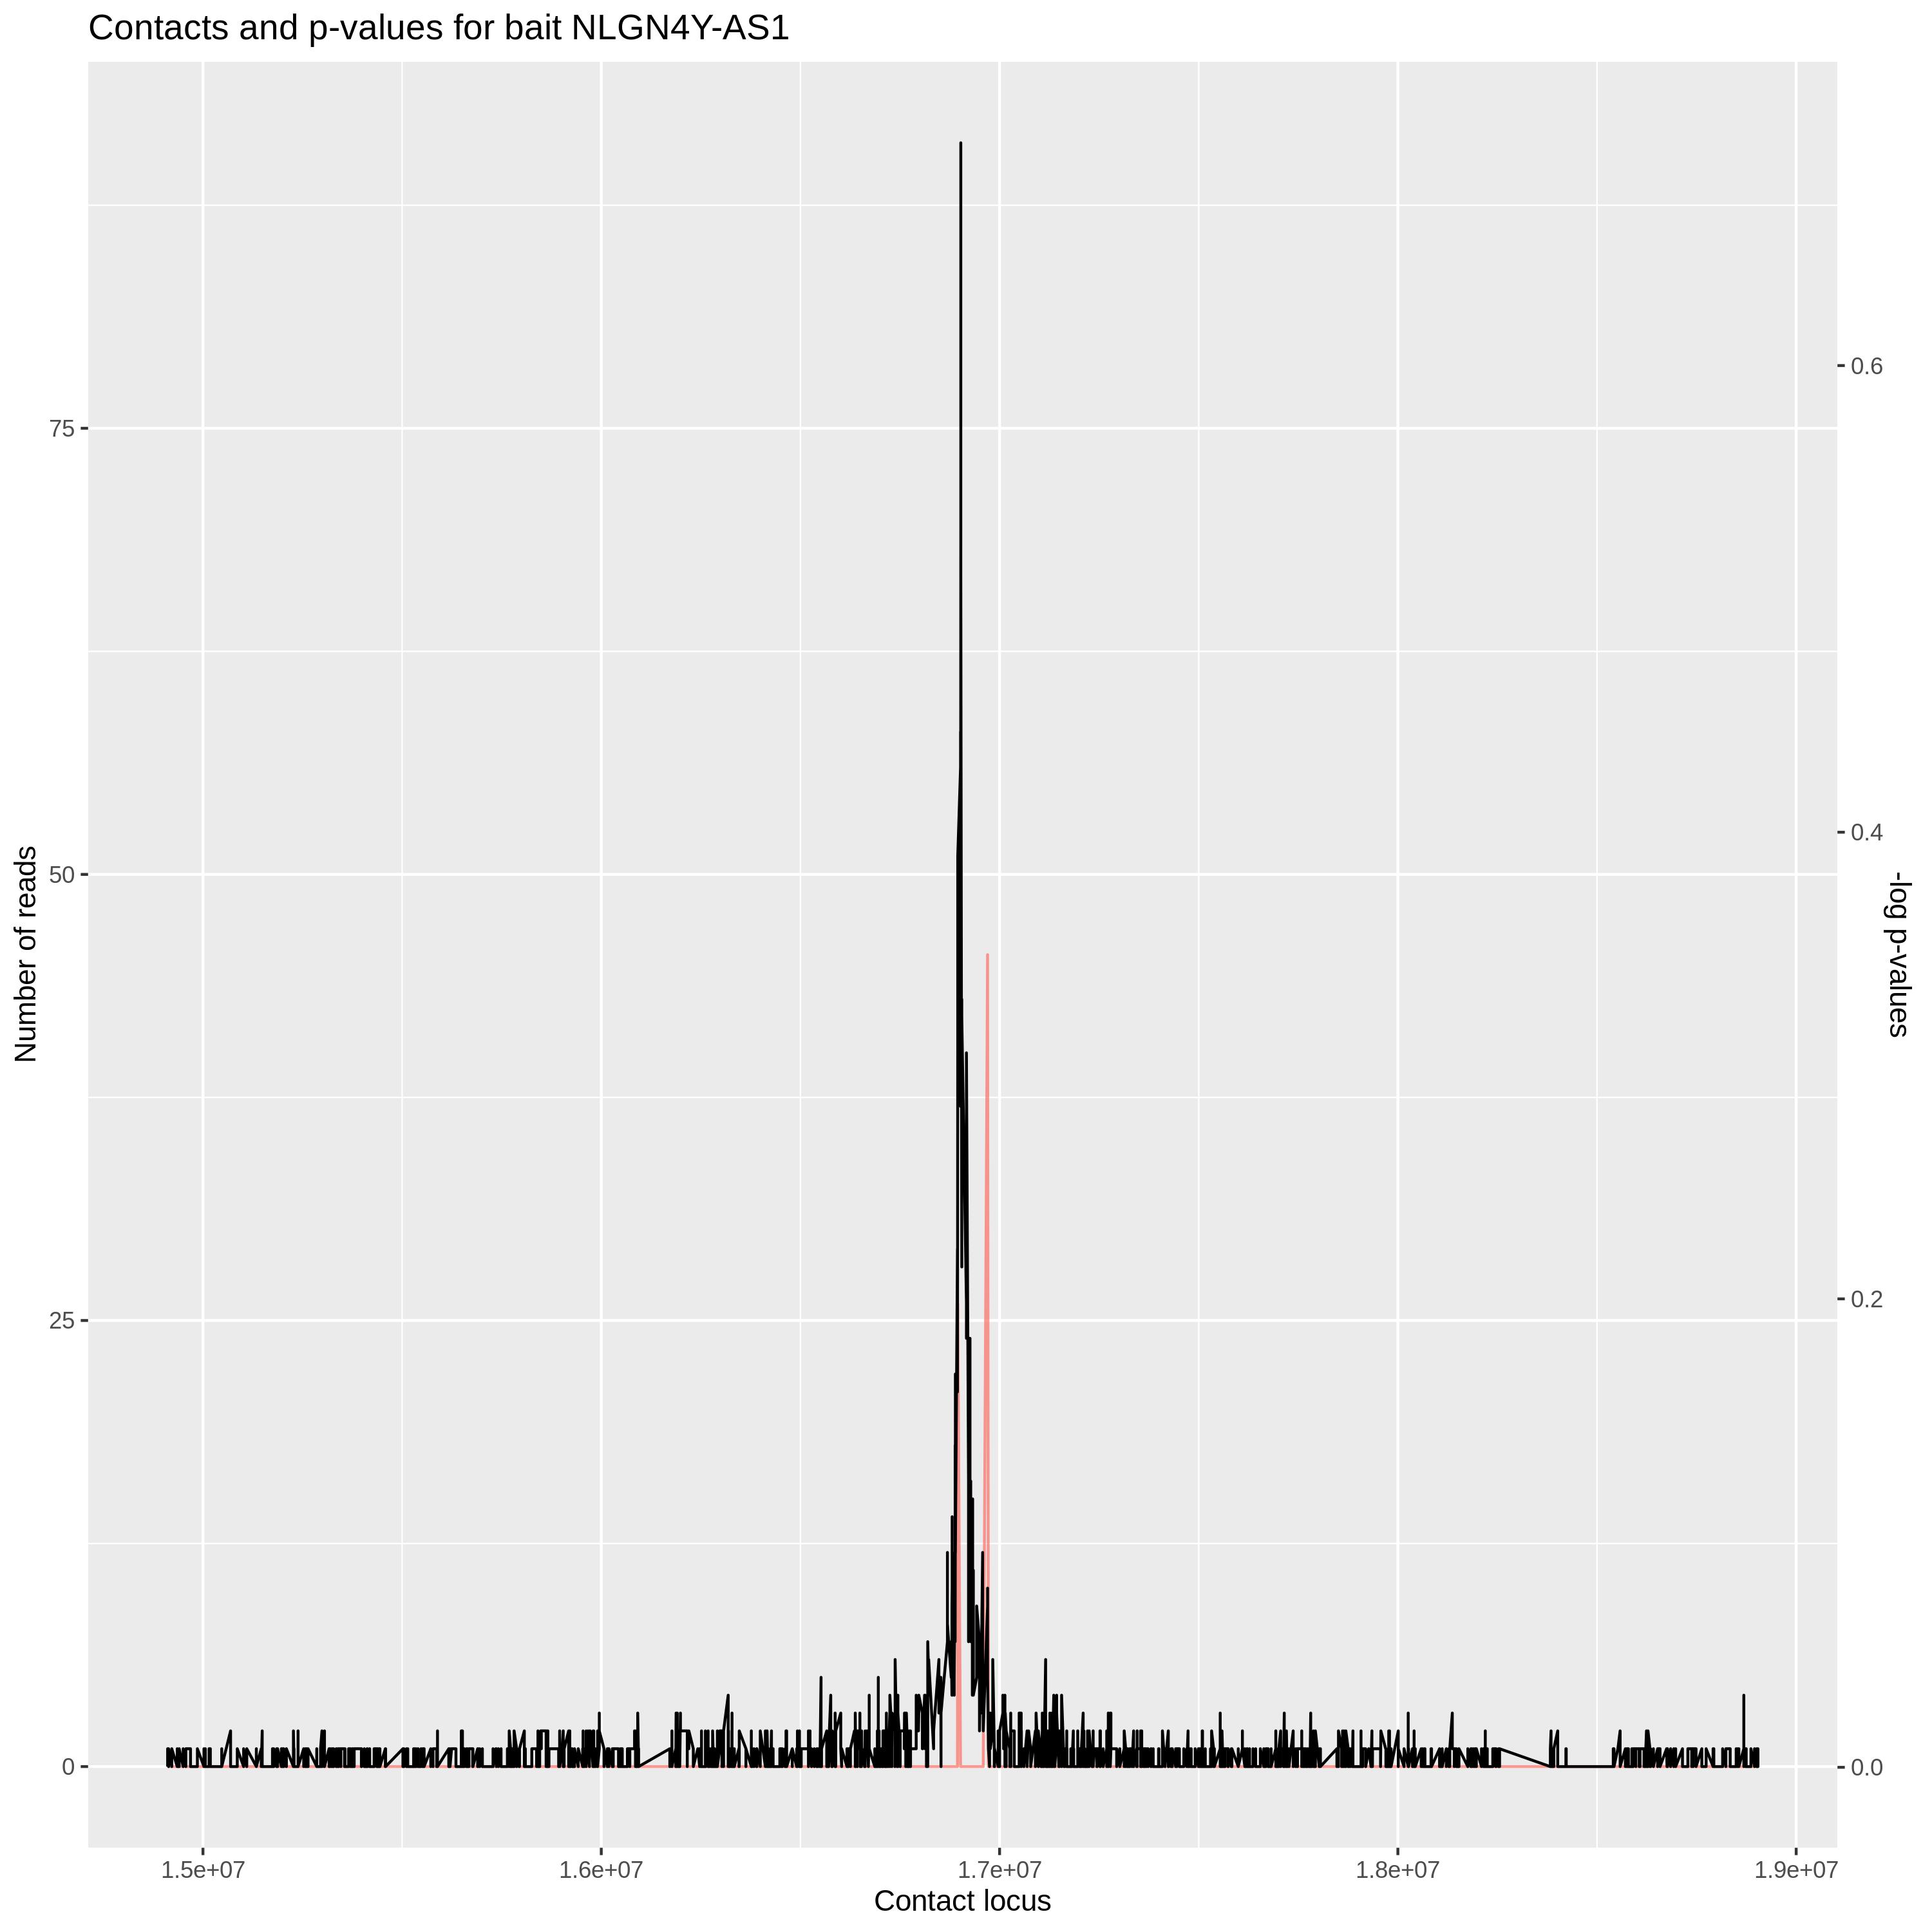 Contacts and p-values for bait NLGN4Y-AS1
75
50
25
0
Number of reads
0.6
0.4
0.2
0.0
-log p-values
1.5e+07
1.6e+07
1.7e+07
1.8e+07
1.9e+07
Contact locus